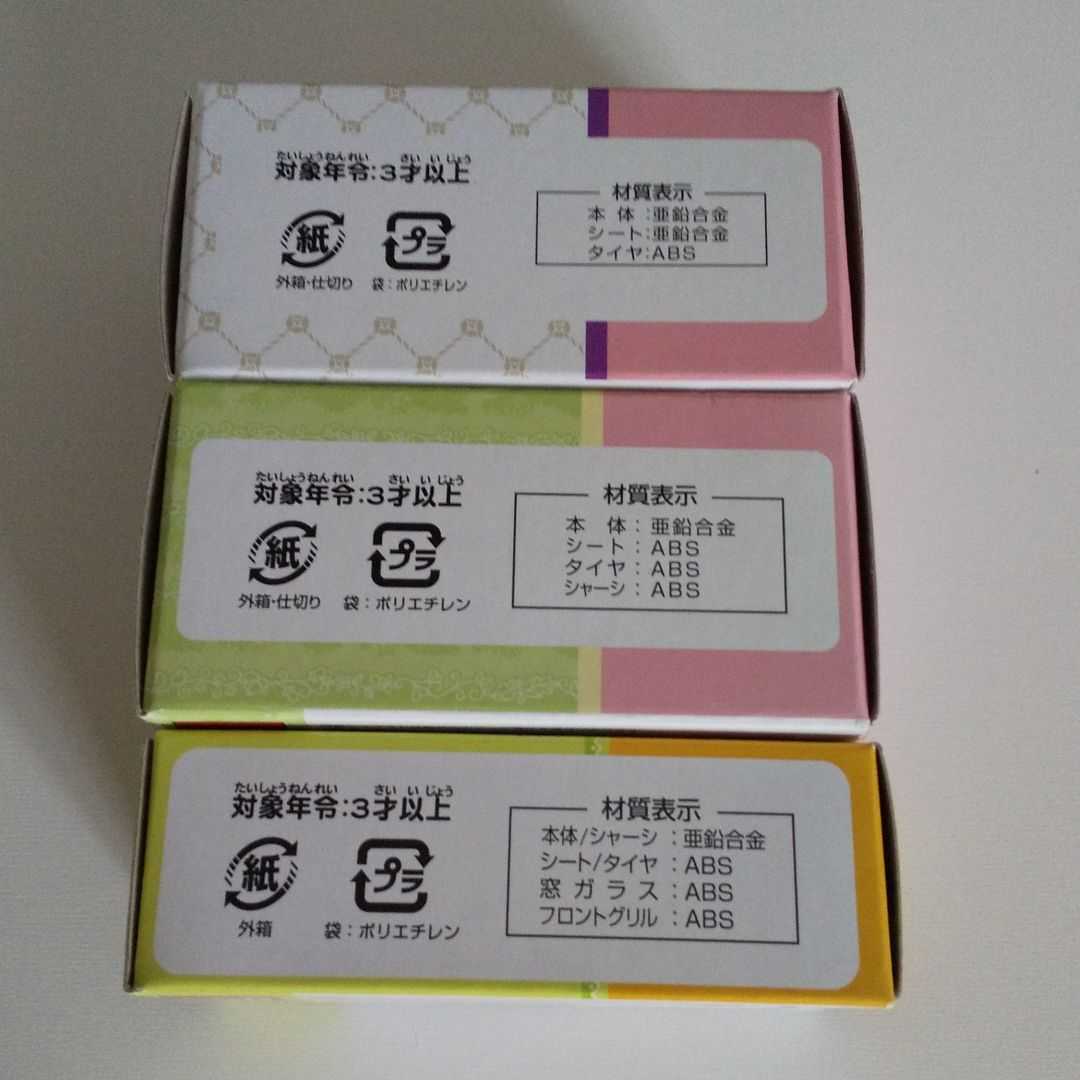 たいしょうねんれい さい いじょう
対象年令:3才以上
紙 プラ
外箱・仕切り 袋：ポリエチレン
材質表示
本体：亜鉛合金
シート：亜鉛合金
タイヤ：ABS
たいしょうねんれい さい いじょう
対象年令:3才以上
紙 プラ
外箱・仕切り 袋：ポリエチレン
材質表示
本体：亜鉛合金
シート：ABS
タイヤ：ABS
シャーシ：ABS
たいしょうねんれい さい いじょう
対象年令:3才以上
紙 プラ
外箱 袋：ポリエチレン
材質表示
本体/シャーシ：亜鉛合金
シート/タイヤ：ABS
窓ガラス：ABS
フロントグリル：ABS